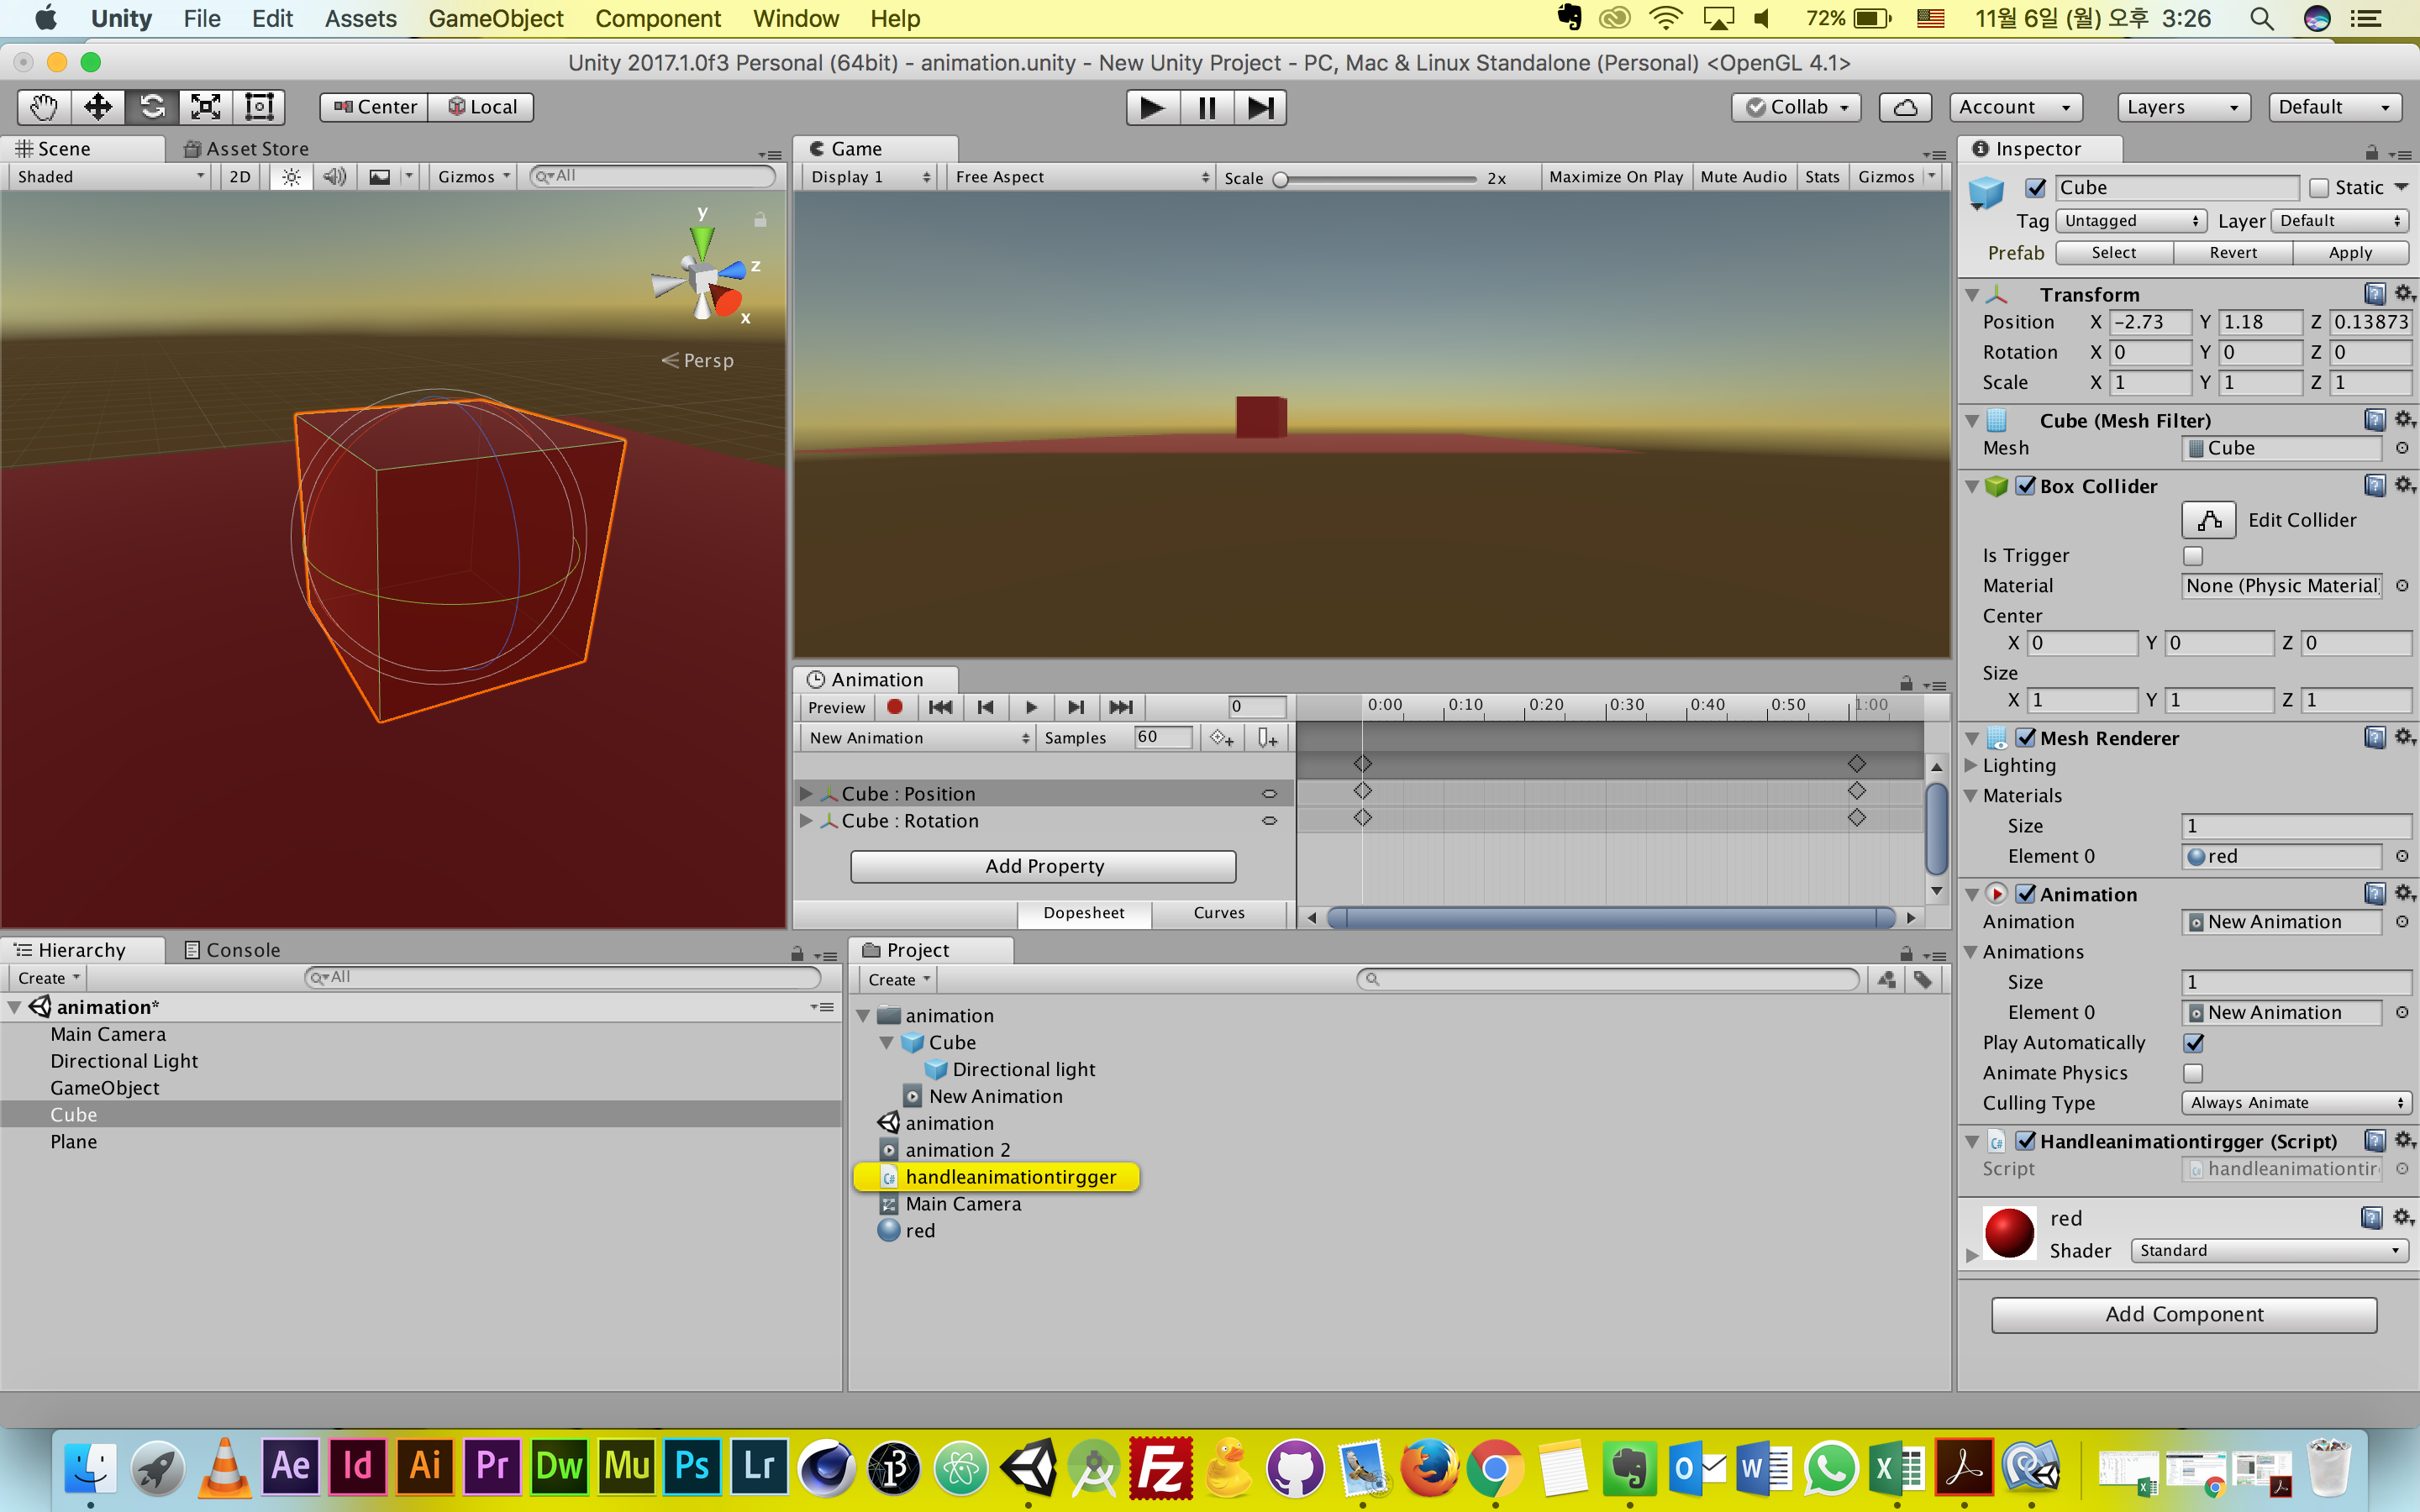 Unity File Edit Assets GameObject Component Window Help 72% 11월 6일 (월) 오후 3:26
Unity 2017.1.0f3 Personal (64bit) - animation.unity - New Unity Project - PC, Mac & Linux Standalone (Personal) <OpenGL 4.1>
Center Local Collab Account Layers Default
Scene Asset Store
Shaded 2D Gizmos All
y
z
x
Persp
Game
Display 1 Free Aspect Scale 2x Maximize On Play Mute Audio Stats Gizmos
Animation
Preview 0 0:00 0:10 0:20 0:30 0:40 0:50 1:00
New Animation Samples 60
Cube : Position
Cube : Rotation
Add Property
Dopesheet Curves
Hierarchy Console
Create All
animation*
Main Camera
Directional Light
GameObject
Cube
Plane
Project
Create
animation
Cube
Directional light
New Animation
animation
animation 2
C# handleanimationtirgger
Main Camera
red
Inspector
Cube Static
Tag Untagged Layer Default
Prefab Select Revert Apply
Transform
Position X -2.73 Y 1.18 Z 0.13873
Rotation X 0 Y 0 Z 0
Scale X 1 Y 1 Z 1
Cube (Mesh Filter)
Mesh Cube
Box Collider
Edit Collider
Is Trigger
Material None (Physic Material)
Center
X 0 Y 0 Z 0
Size
X 1 Y 1 Z 1
Mesh Renderer
Lighting
Materials
Size 1
Element 0 red
Animation
Animation New Animation
Animations
Size 1
Element 0 New Animation
Play Automatically
Animate Physics
Culling Type Always Animate
C# Handleanimationtirgger (Script)
Script handleanimationtir
red
Shader Standard
Add Component
Ae Id Ai Pr Dw Mu Ps Lr i3 Fz O W X